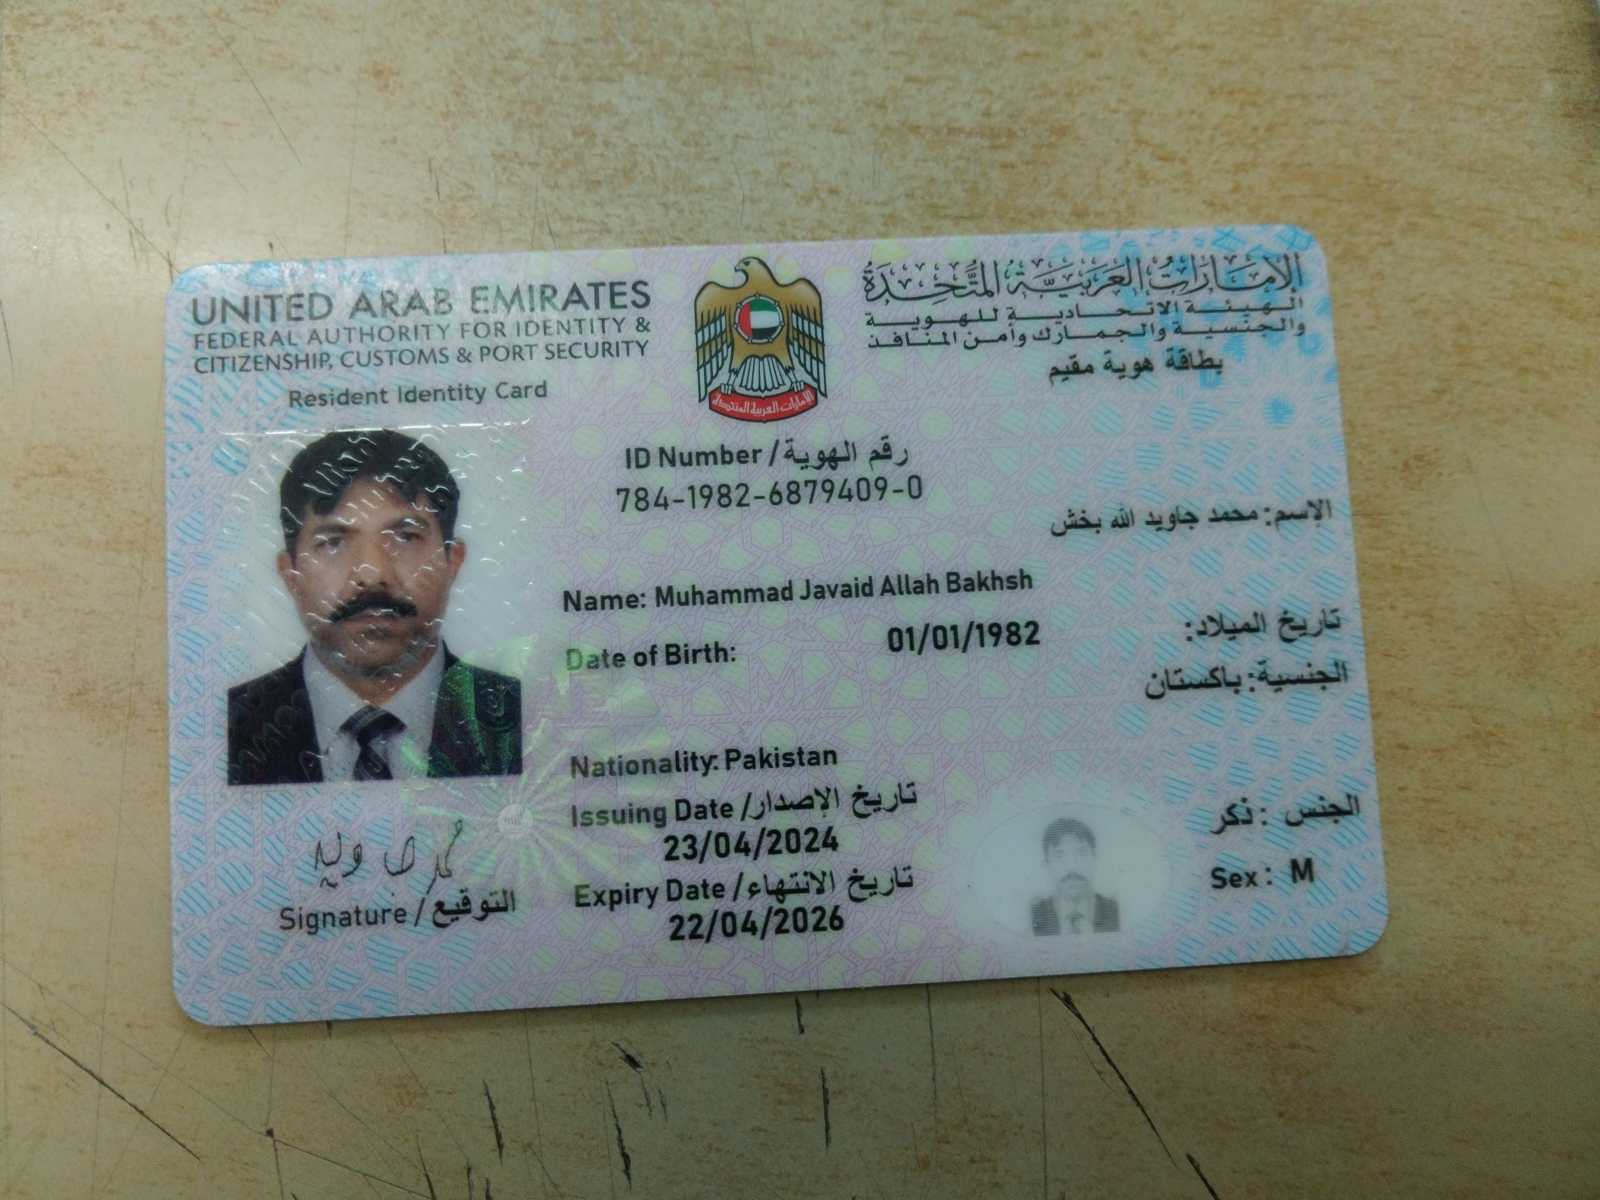 UNITED ARAB EMIRATES
FEDERAL AUTHORITY FOR IDENTITY &
CITIZENSHIP, CUSTOMS & PORT SECURITY
Resident Identity Card
الإمارات العربية المتحدة
الهيئة الاتحادية للهوية
والجنسية والجمارك وأمن المنافذ
بطاقة هوية مقيم
الإمارات العربية المتحدة
ID Number / رقم الهوية
784-1982-6879409-0
الإسم: محمد جاويد الله بخش
Name: Muhammad Javaid Allah Bakhsh
تاريخ الميلاد:
Date of Birth: 01/01/1982
الجنسية: باكستان
Nationality: Pakistan
Issuing Date / تاريخ الإصدار
23/04/2024
Expiry Date / تاريخ الانتهاء
22/04/2026
الجنس : ذكر
Sex : M
Signature / التوقيع